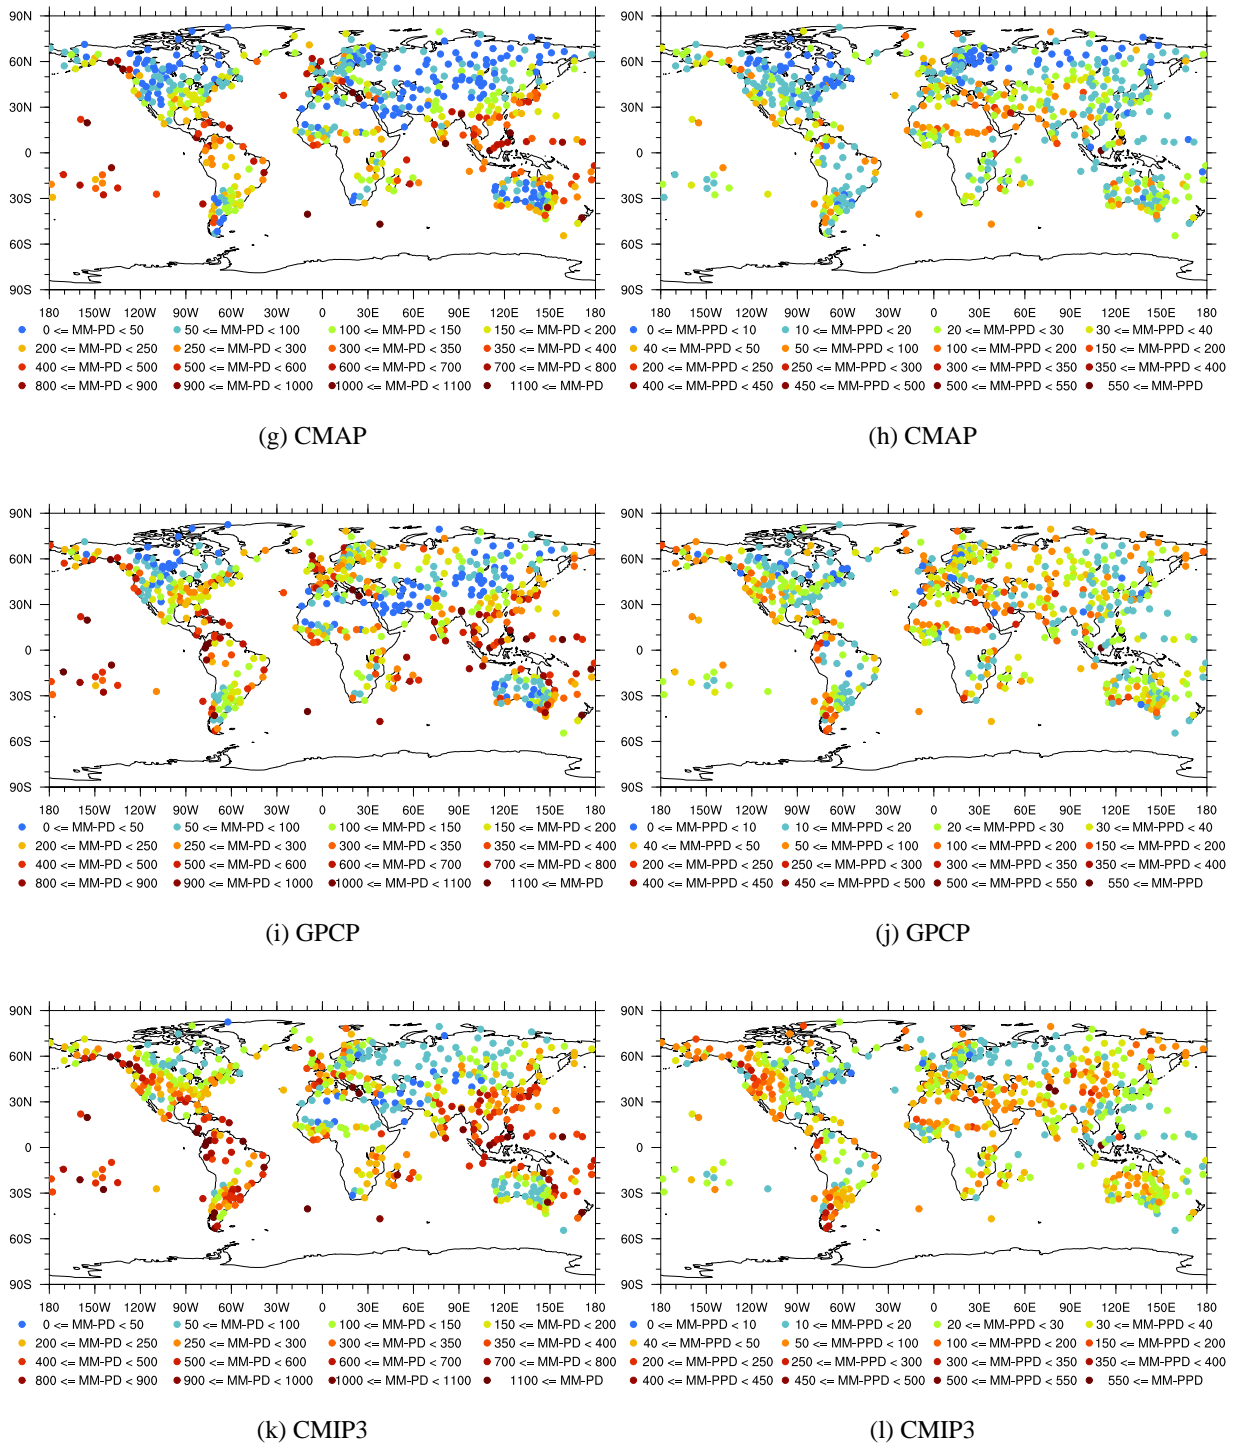 90N 90N
60N 60N
30N 30N
0 0
30S 30S
60S 60S
90S 90S
180 150W 120W 90W 60W 30W 0 30E 60E 90E 120E 150E 180 180 150W 120W 90W 60W 30W 0 30E 60E 90E 120E 150E 180
0 <= MM-PD < 50 50 <= MM-PD < 100 100 <= MM-PD < 150 150 <= MM-PD < 200 0 <= MM-PPD < 10 10 <= MM-PPD < 20 20 <= MM-PPD < 30 30 <= MM-PPD < 40
200 <= MM-PD < 250 250 <= MM-PD < 300 300 <= MM-PD < 350 350 <= MM-PD < 400 40 <= MM-PPD < 50 50 <= MM-PPD < 100 100 <= MM-PPD < 200 150 <= MM-PPD < 200
400 <= MM-PD < 500 500 <= MM-PD < 600 600 <= MM-PD < 700 700 <= MM-PD < 800 200 <= MM-PPD < 250 250 <= MM-PPD < 300 300 <= MM-PPD < 350 350 <= MM-PPD < 400
800 <= MM-PD < 900 900 <= MM-PD < 1000 1000 <= MM-PD < 1100 1100 <= MM-PD 400 <= MM-PPD < 450 450 <= MM-PPD < 500 500 <= MM-PPD < 550 550 <= MM-PPD
(g) CMAP (h) CMAP
90N 90N
60N 60N
30N 30N
0 0
30S 30S
60S 60S
90S 90S
180 150W 120W 90W 60W 30W 0 30E 60E 90E 120E 150E 180 180 150W 120W 90W 60W 30W 0 30E 60E 90E 120E 150E 180
0 <= MM-PD < 50 50 <= MM-PD < 100 100 <= MM-PD < 150 150 <= MM-PD < 200 0 <= MM-PPD < 10 10 <= MM-PPD < 20 20 <= MM-PPD < 30 30 <= MM-PPD < 40
200 <= MM-PD < 250 250 <= MM-PD < 300 300 <= MM-PD < 350 350 <= MM-PD < 400 40 <= MM-PPD < 50 50 <= MM-PPD < 100 100 <= MM-PPD < 200 150 <= MM-PPD < 200
400 <= MM-PD < 500 500 <= MM-PD < 600 600 <= MM-PD < 700 700 <= MM-PD < 800 200 <= MM-PPD < 250 250 <= MM-PPD < 300 300 <= MM-PPD < 350 350 <= MM-PPD < 400
800 <= MM-PD < 900 900 <= MM-PD < 1000 1000 <= MM-PD < 1100 1100 <= MM-PD 400 <= MM-PPD < 450 450 <= MM-PPD < 500 500 <= MM-PPD < 550 550 <= MM-PPD
(i) GPCP (j) GPCP
90N 90N
60N 60N
30N 30N
0 0
30S 30S
60S 60S
90S 90S
180 150W 120W 90W 60W 30W 0 30E 60E 90E 120E 150E 180 180 150W 120W 90W 60W 30W 0 30E 60E 90E 120E 150E 180
0 <= MM-PD < 50 50 <= MM-PD < 100 100 <= MM-PD < 150 150 <= MM-PD < 200 0 <= MM-PPD < 10 10 <= MM-PPD < 20 20 <= MM-PPD < 30 30 <= MM-PPD < 40
200 <= MM-PD < 250 250 <= MM-PD < 300 300 <= MM-PD < 350 350 <= MM-PD < 400 40 <= MM-PPD < 50 50 <= MM-PPD < 100 100 <= MM-PPD < 200 150 <= MM-PPD < 200
400 <= MM-PD < 500 500 <= MM-PD < 600 600 <= MM-PD < 700 700 <= MM-PD < 800 200 <= MM-PPD < 250 250 <= MM-PPD < 300 300 <= MM-PPD < 350 350 <= MM-PPD < 400
800 <= MM-PD < 900 900 <= MM-PD < 1000 1000 <= MM-PD < 1100 1100 <= MM-PD 400 <= MM-PPD < 450 450 <= MM-PPD < 500 500 <= MM-PPD < 550 550 <= MM-PPD
(k) CMIP3 (l) CMIP3